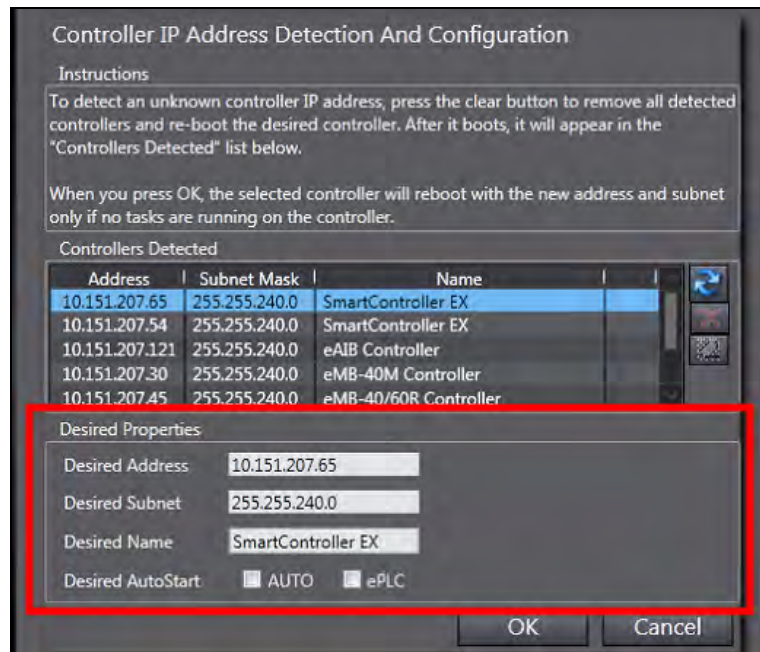 Controller IP Address Detection And Configuration
Instructions
To detect an unknown controller IP address, press the clear button to remove all detected
controllers and re-boot the desired controller. After it boots, it will appear in the
"Controllers Detected" list below.
When you press OK, the selected controller will reboot with the new address and subnet
only if no tasks are running on the controller.
Controllers Detected
Address Subnet Mask Name
10.151.207.65 255.255.240.0 SmartController EX
10.151.207.54 255.255.240.0 SmartController EX
10.151.207.121 255.255.240.0 eAIB Controller
10.151.207.30 255.255.240.0 eMB-40M Controller
10.151.207.45 255.255.240.0 eMB-40/60R Controller
Desired Properties
Desired Address 10.151.207.65
Desired Subnet 255.255.240.0
Desired Name SmartController EX
Desired AutoStart AUTO ePLC
OK Cancel